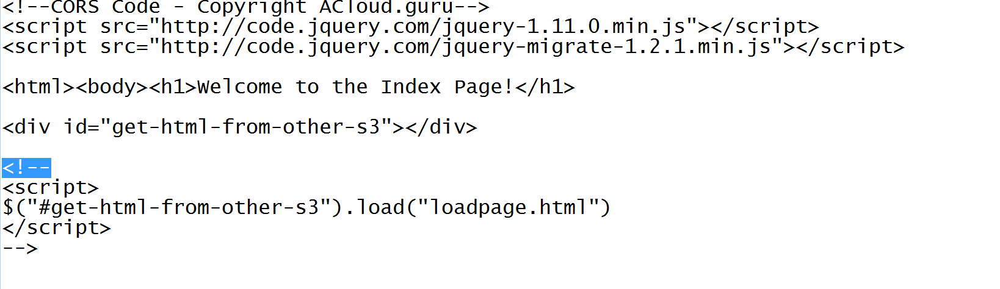 <!--CORS Code - Copyright ACloud.guru-->
<script src="http://code.jquery.com/jquery-1.11.0.min.js"></script>
<script src="http://code.jquery.com/jquery-migrate-1.2.1.min.js"></script>
<html><body><h1>Welcome to the Index Page!</h1>
<div id="get-html-from-other-s3"></div>
<!--
<script>
$("#get-html-from-other-s3").load("loadpage.html")
</script>
-->